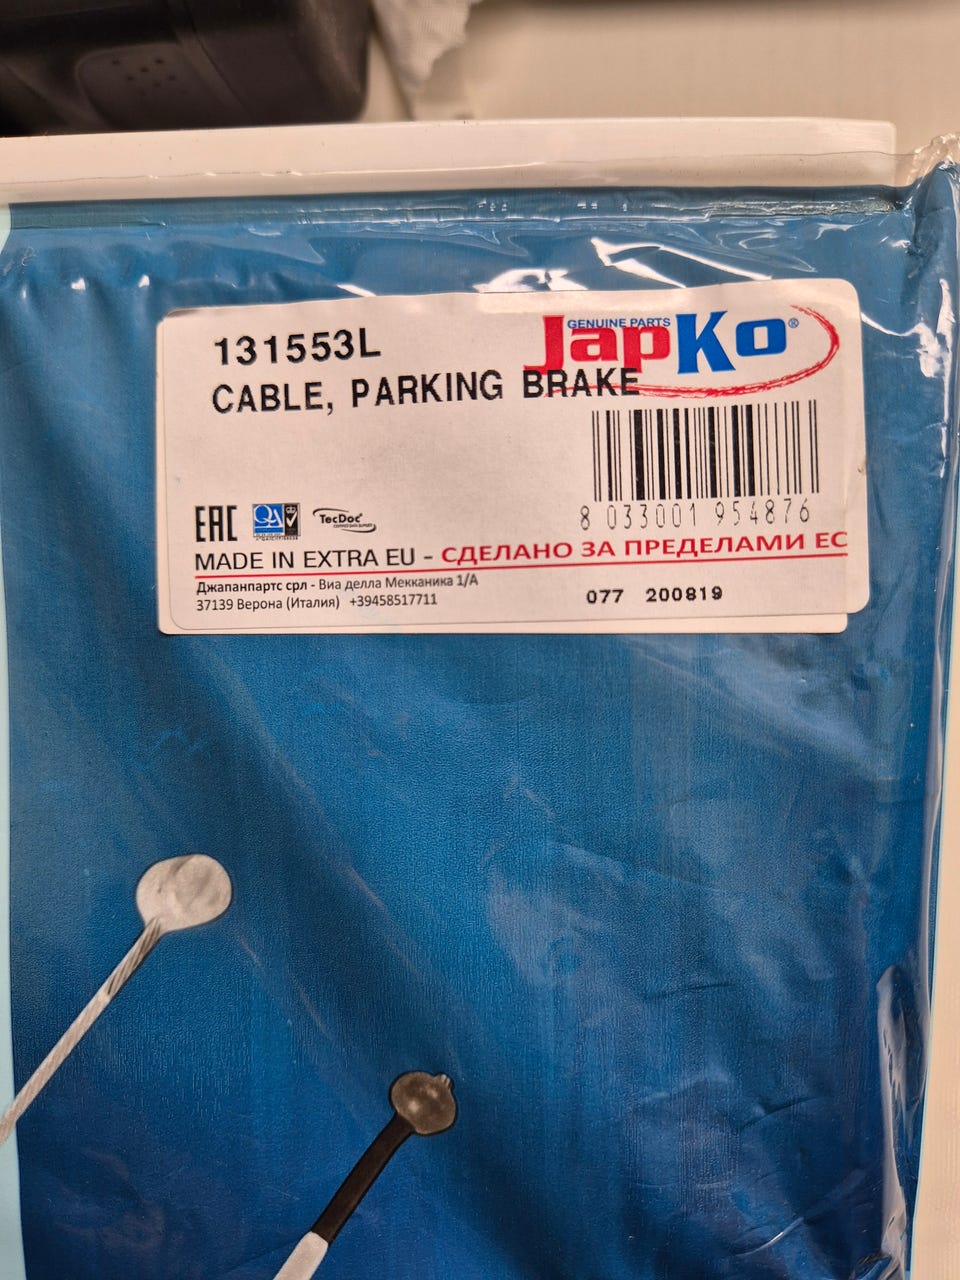 131553L
GENUINE PARTS
JapKo®
CABLE, PARKING BRAKE
8 033001 954876
EAC
QA
TecDoc
MADE IN EXTRA EU - СДЕЛАНО ЗА ПРЕДЕЛАМИ ЕС
Джапанпартс срл - Виа делла Мекканика 1/А
37139 Верона (Италия) +39458517711
077 200819